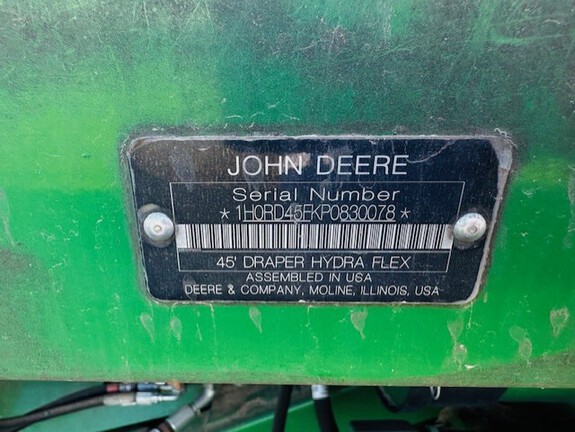 JOHN DEERE
Serial Number
*1H0RD45FKP0830078*
45' DRAPER HYDRA FLEX
ASSEMBLED IN USA
DEERE & COMPANY, MOLINE, ILLINOIS, USA